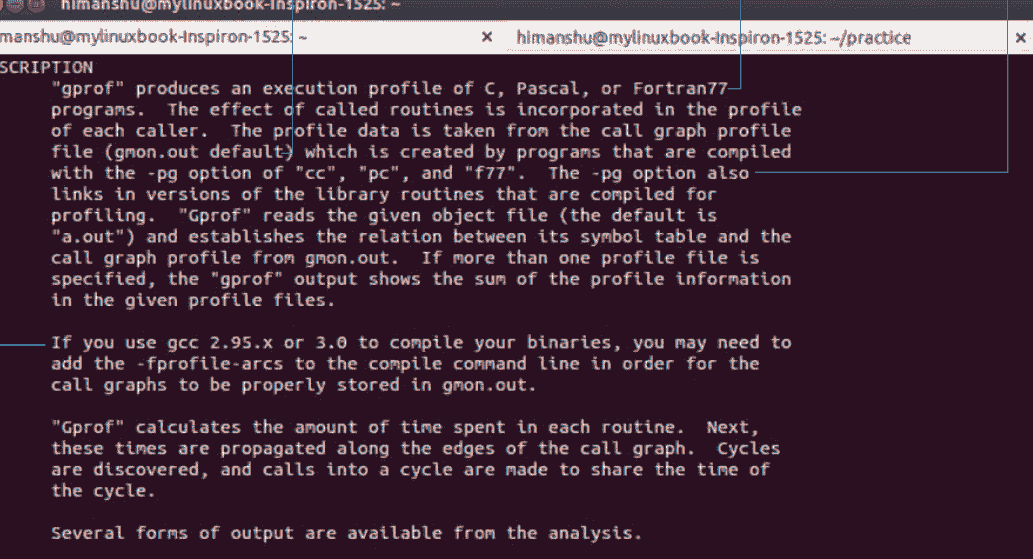 himanshu@mylinuxbook-Inspiron-1525: ~
manshu@mylinuxbook-Inspiron-1525: ~ × himanshu@mylinuxbook-Inspiron-1525: ~/practice ×
SCRIPTION
"gprof" produces an execution profile of C, Pascal, or Fortran77
programs.  The effect of called routines is incorporated in the profile
of each caller.  The profile data is taken from the call graph profile
file (gmon.out default) which is created by programs that are compiled
with the -pg option of "cc", "pc", and "f77".  The -pg option also
links in versions of the library routines that are compiled for
profiling.  "Gprof" reads the given object file (the default is
"a.out") and establishes the relation between its symbol table and the
call graph profile from gmon.out.  If more than one profile file is
specified, the "gprof" output shows the sum of the profile information
in the given profile files.
If you use gcc 2.95.x or 3.0 to compile your binaries, you may need to
add the -fprofile-arcs to the compile command line in order for the
call graphs to be properly stored in gmon.out.
"Gprof" calculates the amount of time spent in each routine.  Next,
these times are propagated along the edges of the call graph.  Cycles
are discovered, and calls into a cycle are made to share the time of
the cycle.
Several forms of output are available from the analysis.